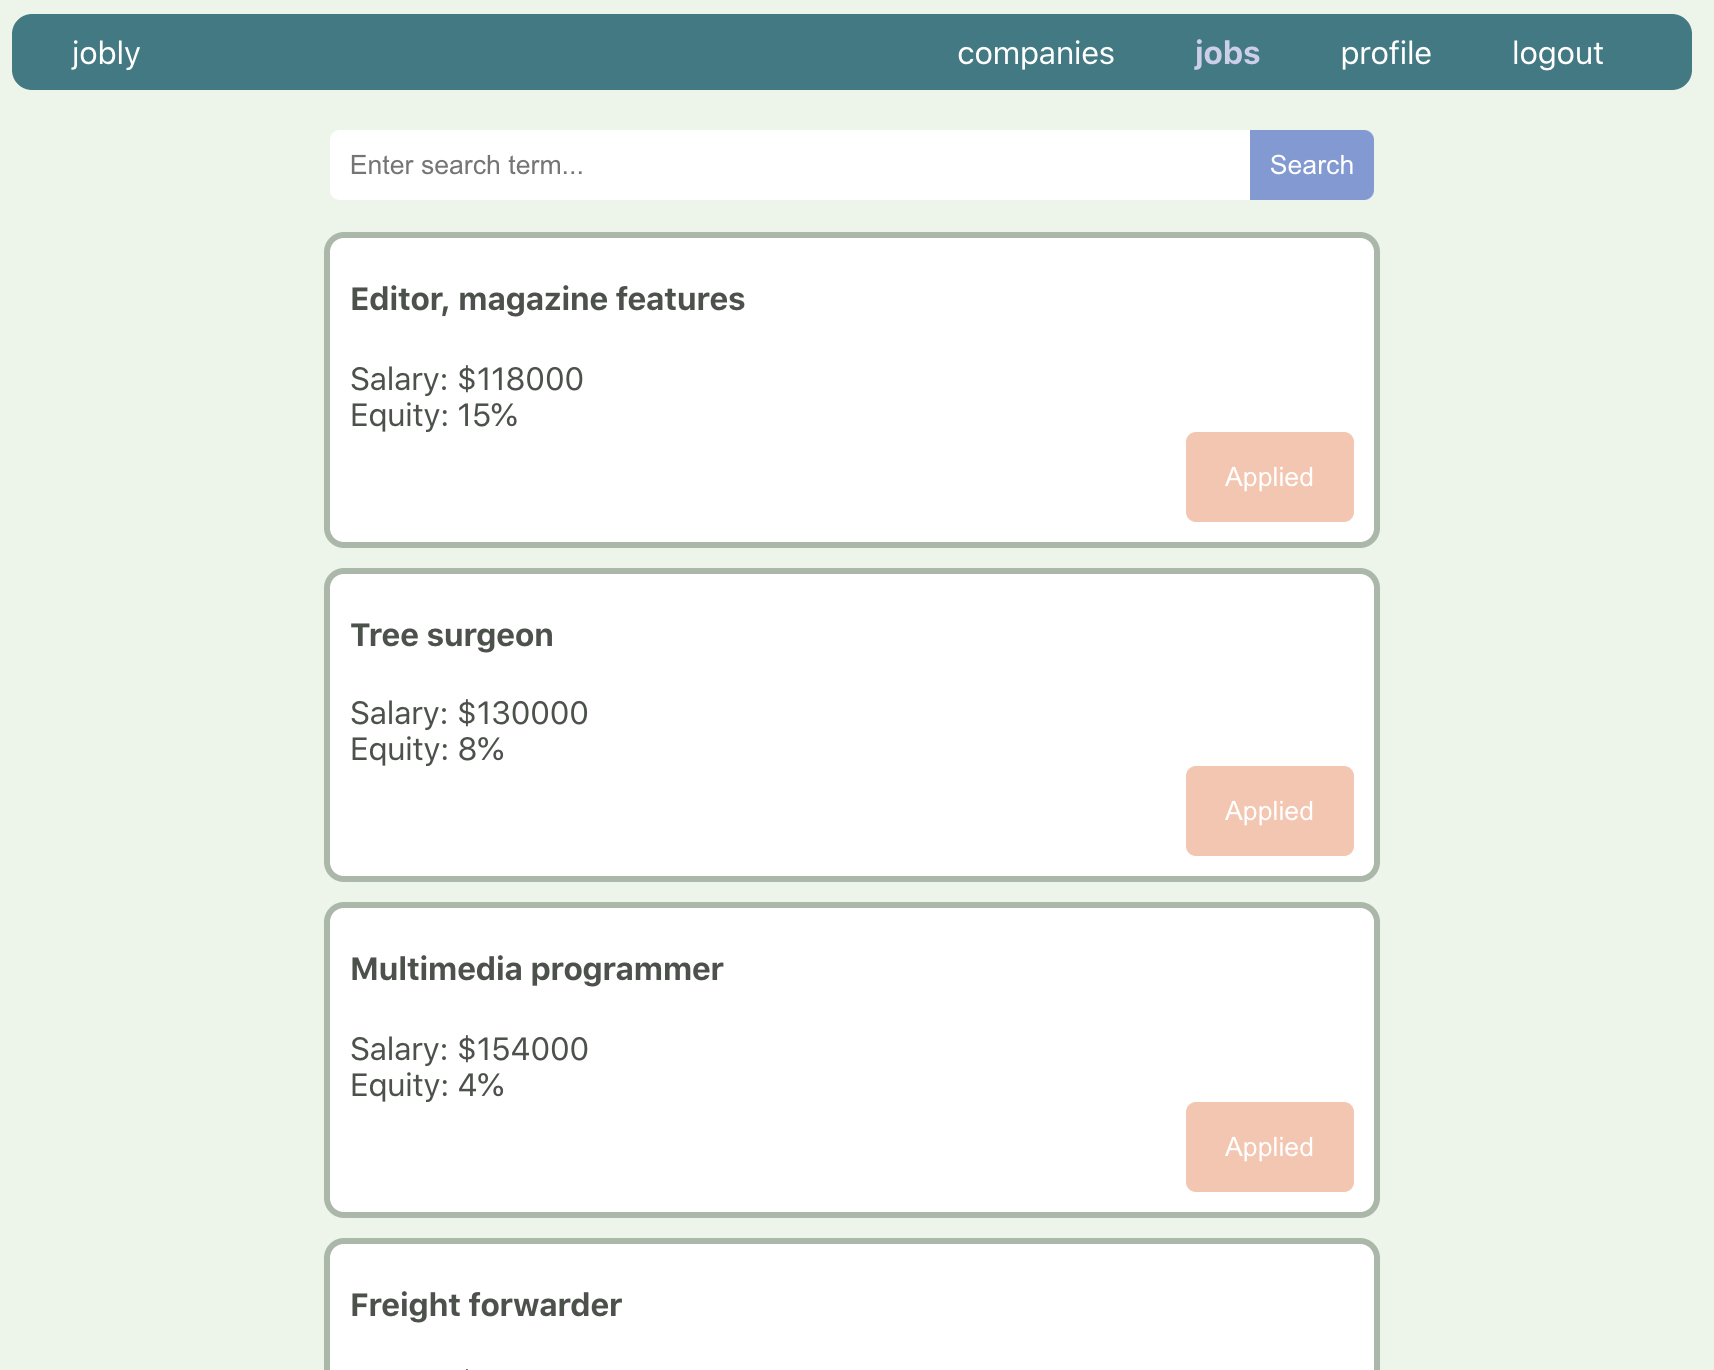 jobly companies jobs profile logout
Enter search term... Search
Editor, magazine features
Salary: $118000
Equity: 15%
Applied
Tree surgeon
Salary: $130000
Equity: 8%
Applied
Multimedia programmer
Salary: $154000
Equity: 4%
Applied
Freight forwarder